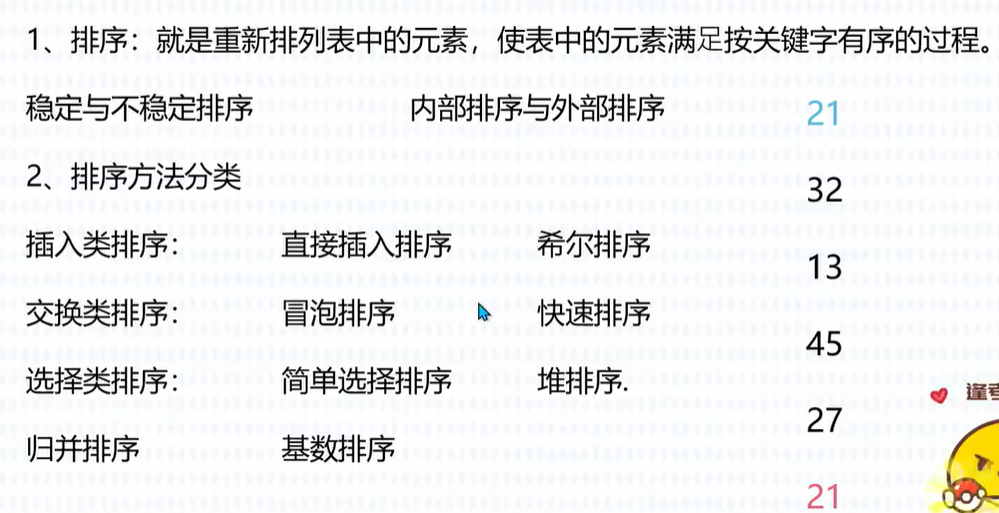 1、排序：就是重新排列表中的元素，使表中的元素满足按关键字有序的过程。
稳定与不稳定排序 内部排序与外部排序 21
2、排序方法分类 32
插入类排序： 直接插入排序 希尔排序 13
交换类排序： 冒泡排序 快速排序 45
选择类排序： 简单选择排序 堆排序.
27
归并排序 基数排序
21